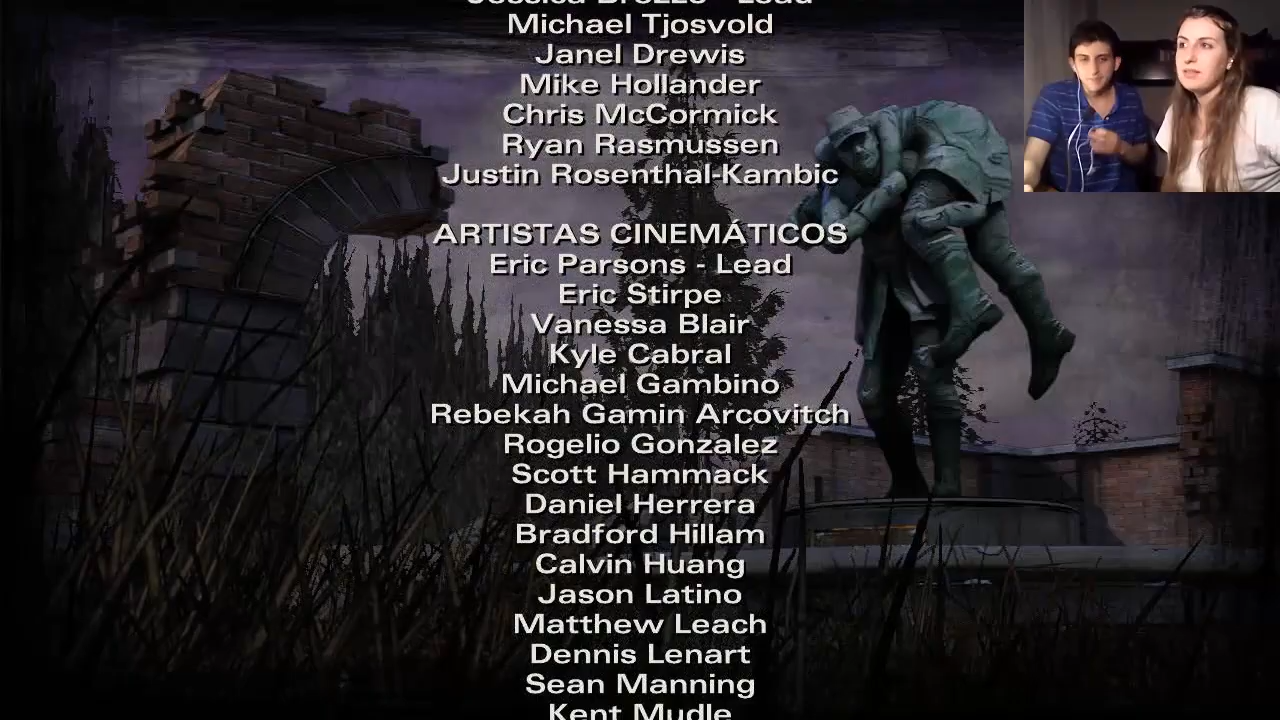 Michael Tjosvold
Janel Drewis
Mike Hollander
Chris McCormick
Ryan Rasmussen
Justin Rosenthal-Kambic
ARTISTAS CINEMÁTICOS
Eric Parsons - Lead
Eric Stirpe
Vanessa Blair
Kyle Cabral
Michael Gambino
Rebekah Gamin Arcovitch
Rogelio Gonzalez
Scott Hammack
Daniel Herrera
Bradford Hillam
Calvin Huang
Jason Latino
Matthew Leach
Dennis Lenart
Sean Manning
Kent Mudle